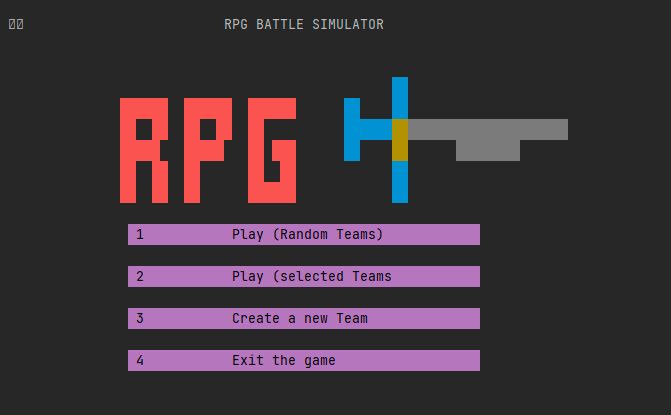 RPG BATTLE SIMULATOR
RPG
1 Play (Random Teams)
2 Play (selected Teams
3 Create a new Team
4 Exit the game